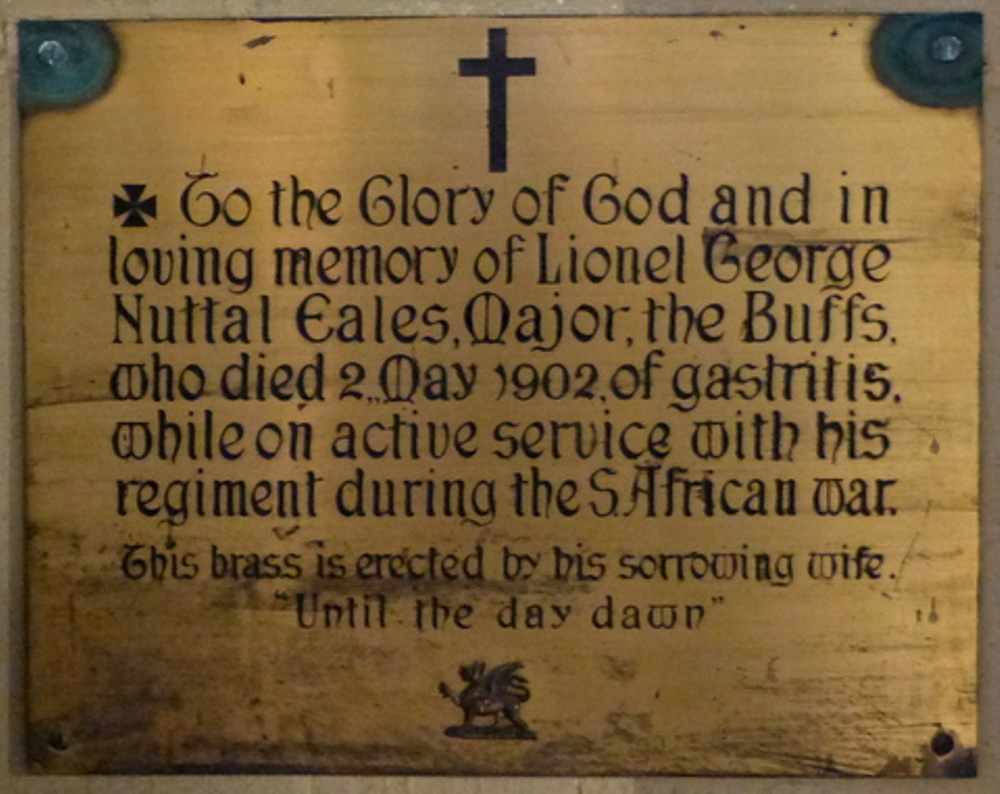 ✠ To the Glory of God and in
loving memory of Lionel George
Nuttal Eales, Major, the Buffs,
who died 2nd May 1902, of gastritis,
while on active service with his
regiment during the S. African war.
This brass is erected by his sorrowing wife.
"Until the day dawn"